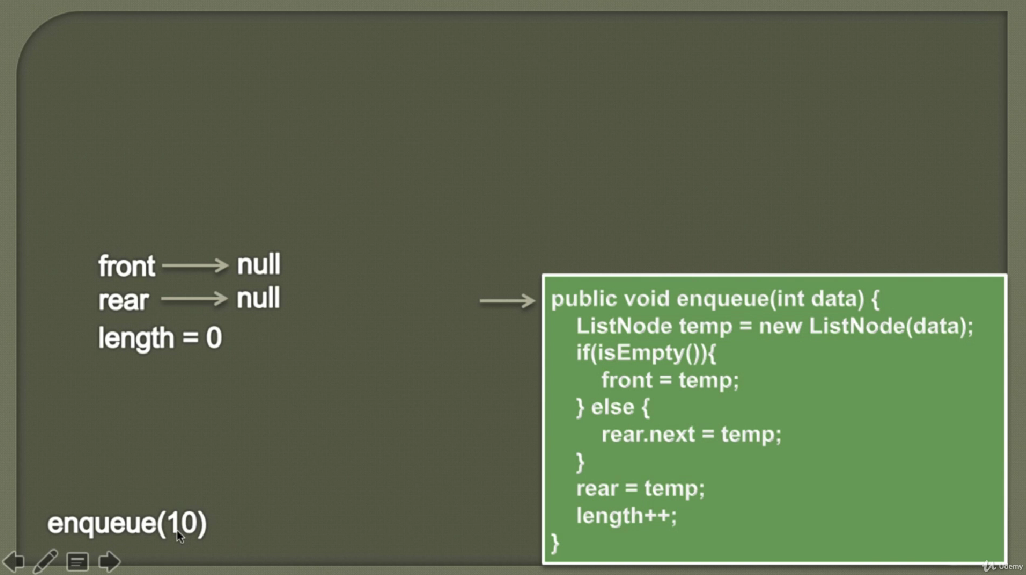 front null
rear null
length = 0
enqueue(10)
public void enqueue(int data) {
ListNode temp = new ListNode(data);
if(isEmpty()){
front = temp;
} else {
rear.next = temp;
}
rear = temp;
length++;
}
Udemy